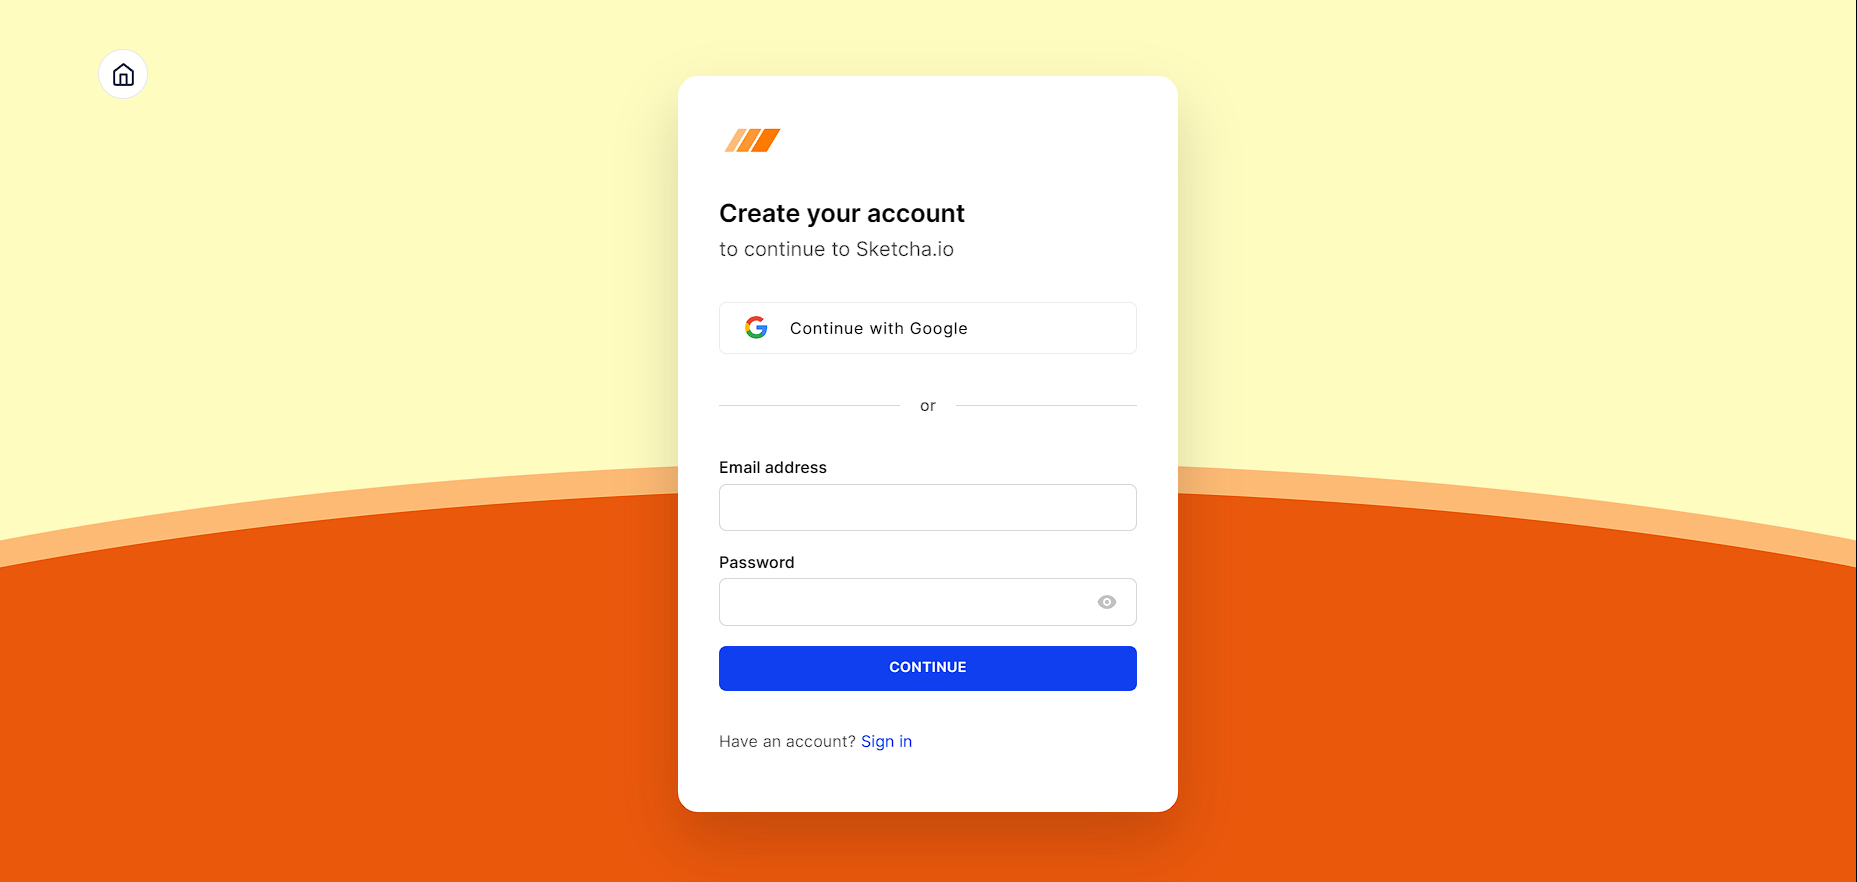 Create your account
to continue to Sketcha.io
Continue with Google
or
Email address
Password
CONTINUE
Have an account? Sign in